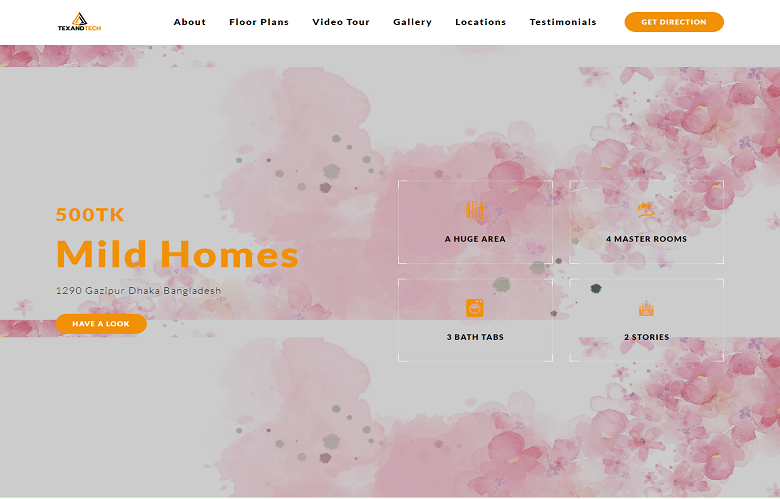 TEXANDTECH
About
Floor Plans
Video Tour
Gallery
Locations
Testimonials
GET DIRECTION
500TK
Mild Homes
1290 Gazipur Dhaka Bangladesh
HAVE A LOOK
A HUGE AREA
4 MASTER ROOMS
3 BATH TABS
2 STORIES